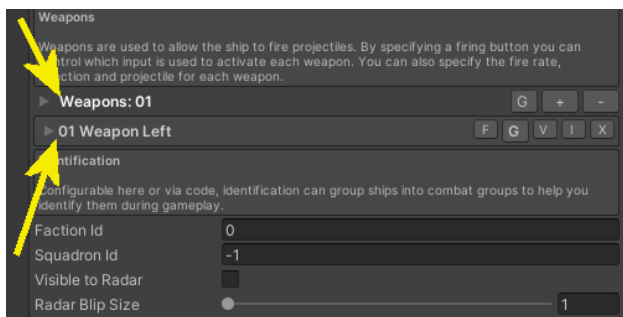 Weapons
Weapons are used to allow the ship to fire projectiles. By specifying a firing button you can
control which input is used to activate each weapon. You can also specify the fire rate,
direction and projectile for each weapon.
Weapons: 01 G + -
01 Weapon Left F G V I X
Identification
Configurable here or via code, identification can group ships into combat groups to help you
identify them during gameplay.
Faction Id 0
Squadron Id -1
Visible to Radar
Radar Blip Size 1